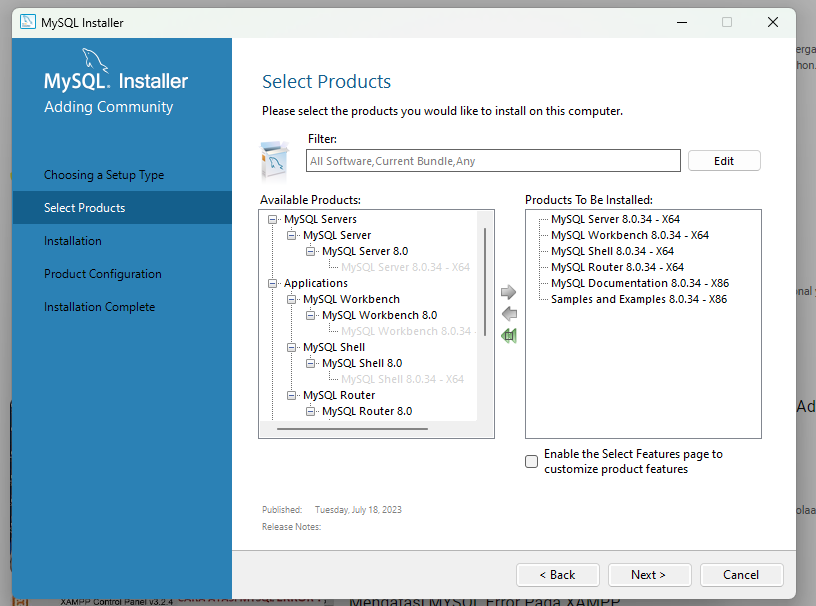 MySQL Installer
MySQL. Installer
Adding Community
Choosing a Setup Type
Select Products
Installation
Product Configuration
Installation Complete
Select Products
Please select the products you would like to install on this computer.
Filter:
All Software,Current Bundle,Any
Edit
Available Products:
MySQL Servers
MySQL Server
MySQL Server 8.0
MySQL Server 8.0.34 - X64
Applications
MySQL Workbench
MySQL Workbench 8.0
MySQL Workbench 8.0.34
MySQL Shell
MySQL Shell 8.0
MySQL Shell 8.0.34 - X64
MySQL Router
MySQL Router 8.0
Products To Be Installed:
MySQL Server 8.0.34 - X64
MySQL Workbench 8.0.34 - X64
MySQL Shell 8.0.34 - X64
MySQL Router 8.0.34 - X64
MySQL Documentation 8.0.34 - X86
Samples and Examples 8.0.34 - X86
Enable the Select Features page to
customize product features
Published: Tuesday, July 18, 2023
Release Notes:
< Back
Next >
Cancel
XAMPP Control Panel v3.2.4
Mengatasi MYSQL Error Pada XAMPP